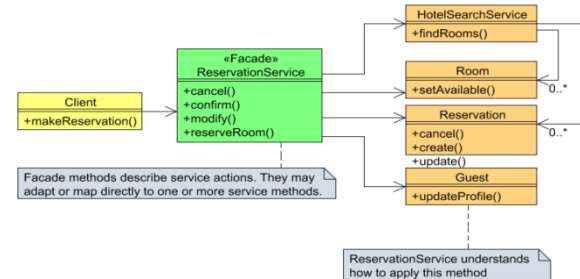 HotelSearchService
+findRooms()
«Facade»
ReservationService
+cancel()
+confirm()
+modify()
+reserveRoom()
Room
+setAvailable()
0..*
Client
+makeReservation()
Reservation
+cancel()
+create()
+update()
0..*
Facade methods describe service actions. They may
adapt or map directly to one or more service methods.
Guest
+updateProfile()
ReservationService understands
how to apply this method